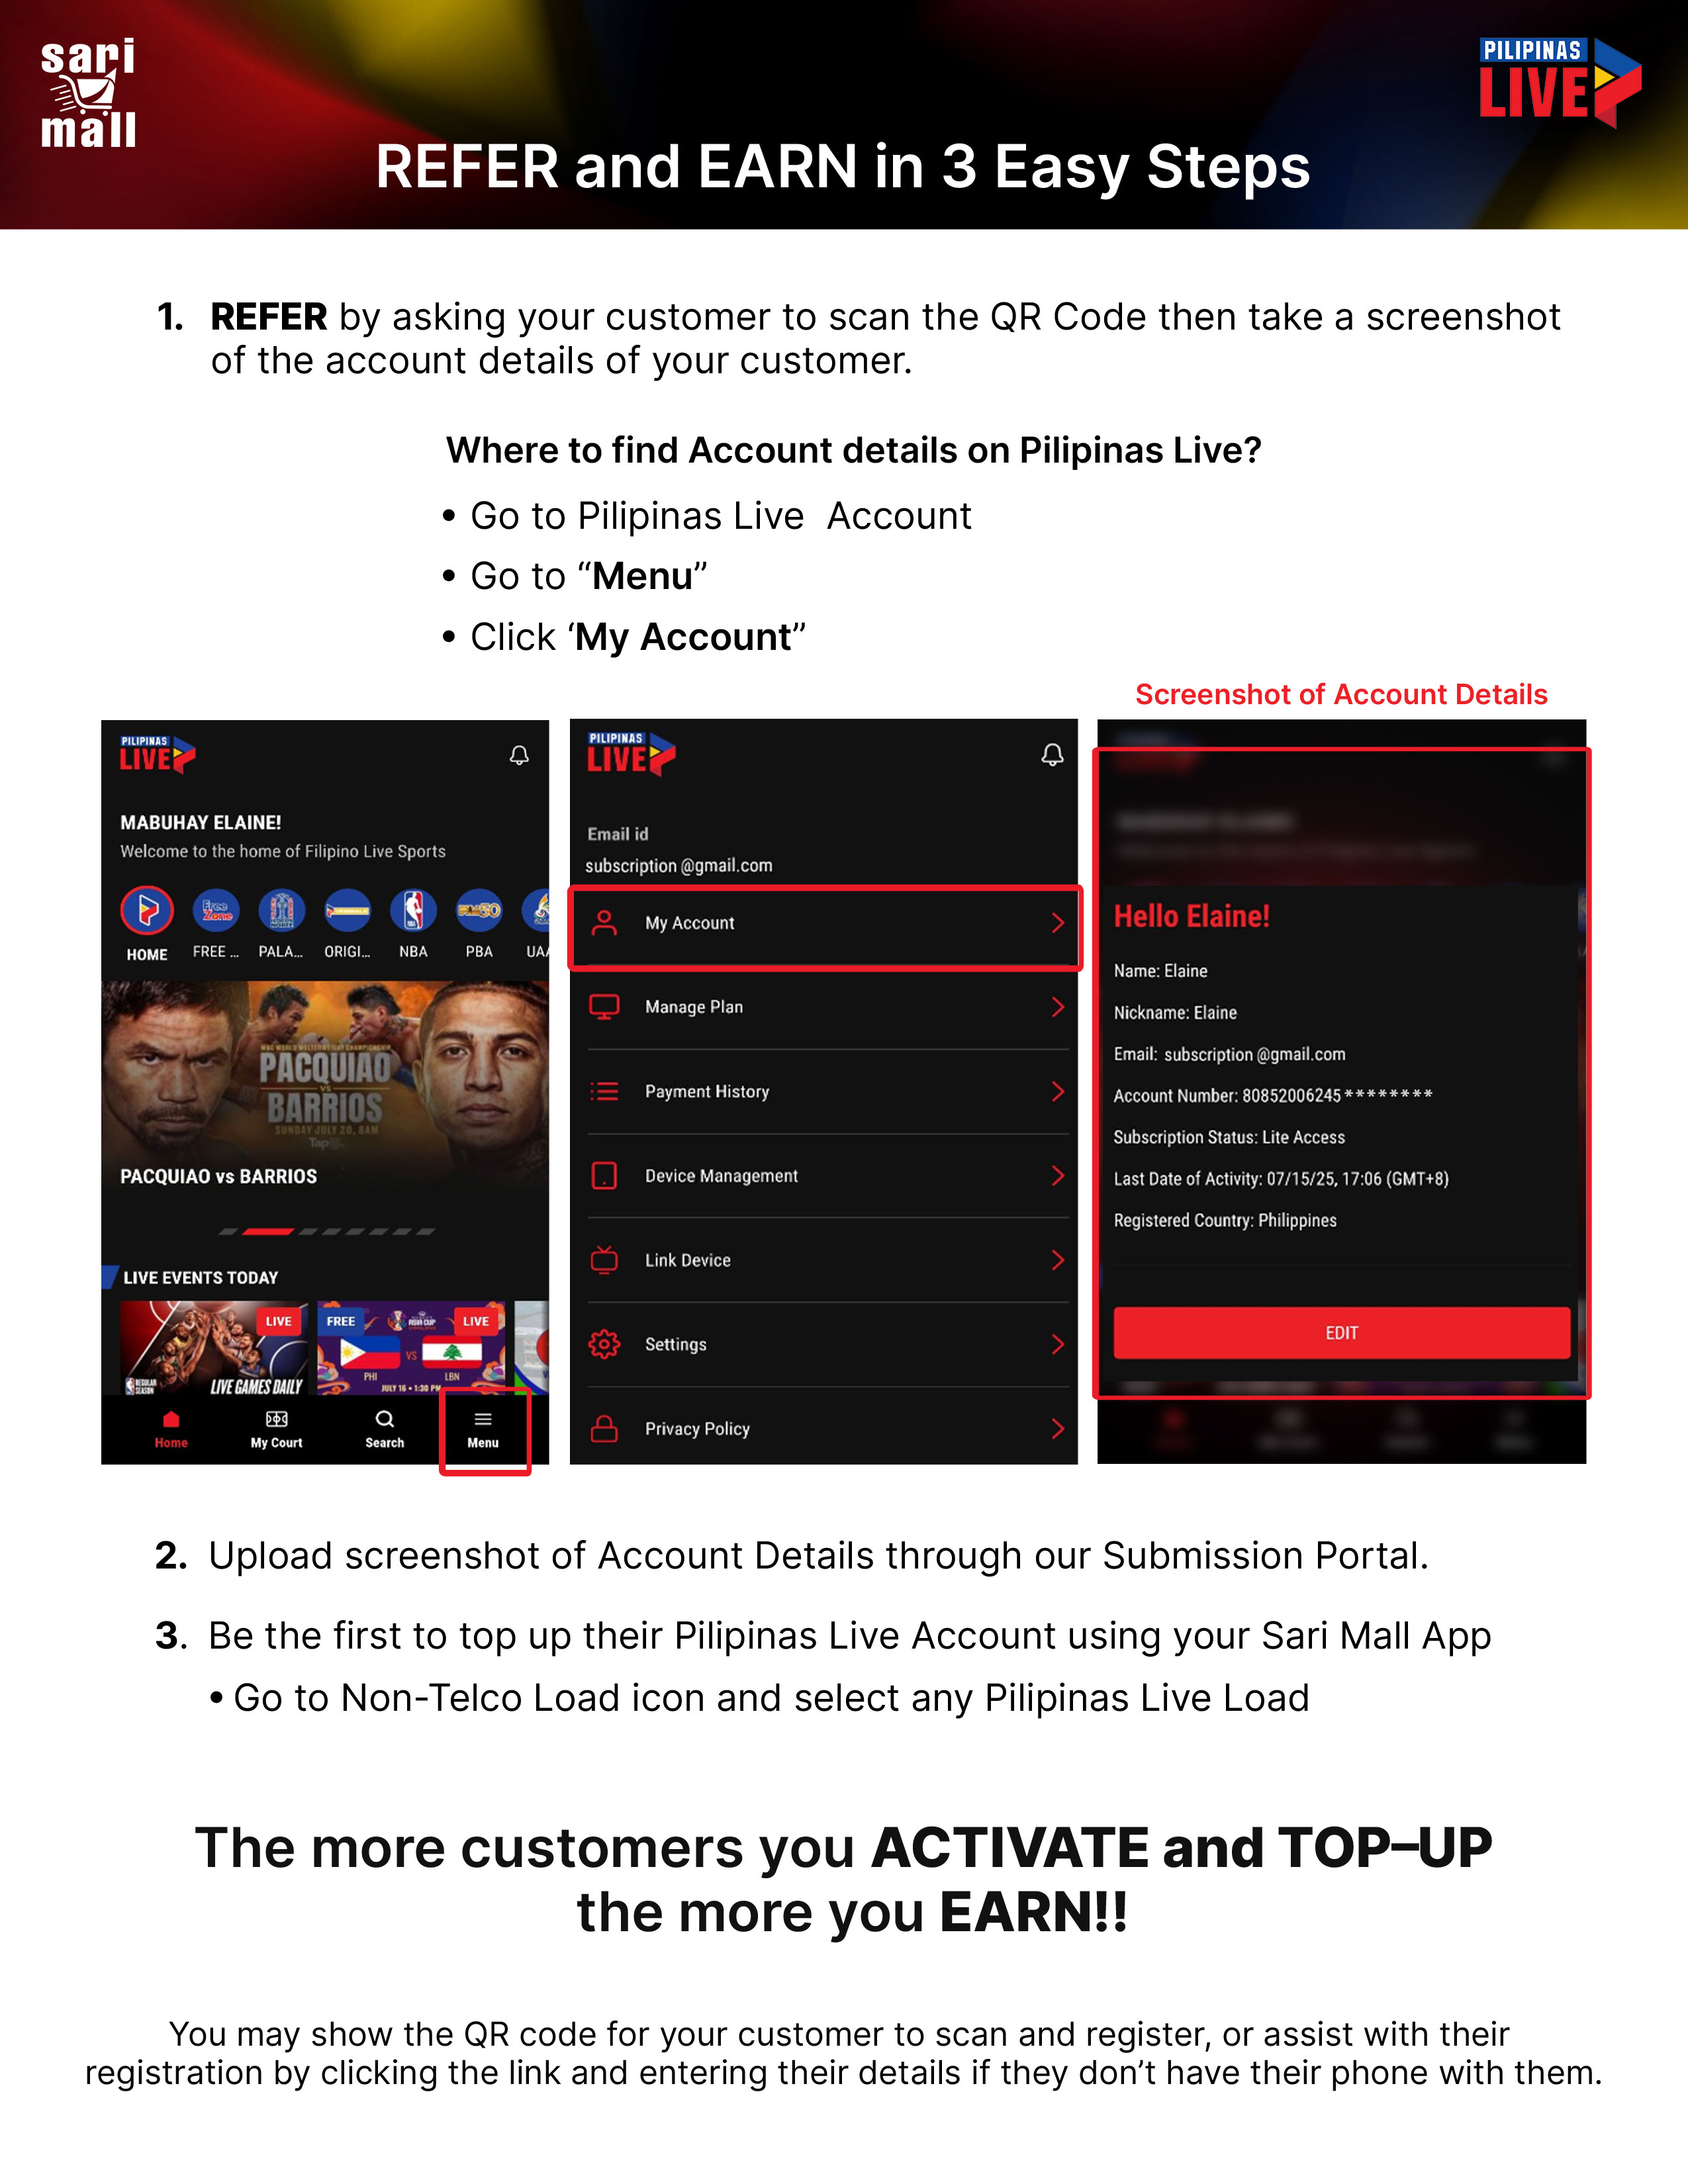 sari
mall
PILIPINAS
LIVE
REFER and EARN in 3 Easy Steps
1. REFER by asking your customer to scan the QR Code then take a screenshot
of the account details of your customer.
Where to find Account details on Pilipinas Live?
• Go to Pilipinas Live Account
• Go to “Menu”
• Click ‘My Account”
Screenshot of Account Details
PILIPINAS
LIVE
MABUHAY ELAINE!
Welcome to the home of Filipino Live Sports
Free
Zone
HOME FREE ... PALA... ORIGI... NBA PBA UAA
WBC WORLD WELTERWEIGHT CHAMPIONSHIP
PACQUIAO
VS
BARRIOS
SUNDAY JULY 20, 8AM
Tap
PACQUIAO vs BARRIOS
LIVE EVENTS TODAY
LIVE
REGULAR
SEASON
LIVE GAMES DAILY
FREE
ASIA CUP
LIVE
VS
PHI LBN
JULY 16 • 1:30 PM
Home My Court Search Menu
PILIPINAS
LIVE
Email id
subscription @gmail.com
My Account
Manage Plan
Payment History
Device Management
Link Device
Settings
Privacy Policy
Hello Elaine!
Name: Elaine
Nickname: Elaine
Email: subscription @gmail.com
Account Number: 80852006245********
Subscription Status: Lite Access
Last Date of Activity: 07/15/25, 17:06 (GMT+8)
Registered Country: Philippines
EDIT
2. Upload screenshot of Account Details through our Submission Portal.
3. Be the first to top up their Pilipinas Live Account using your Sari Mall App
• Go to Non-Telco Load icon and select any Pilipinas Live Load
The more customers you ACTIVATE and TOP–UP
the more you EARN!!
You may show the QR code for your customer to scan and register, or assist with their
registration by clicking the link and entering their details if they don’t have their phone with them.